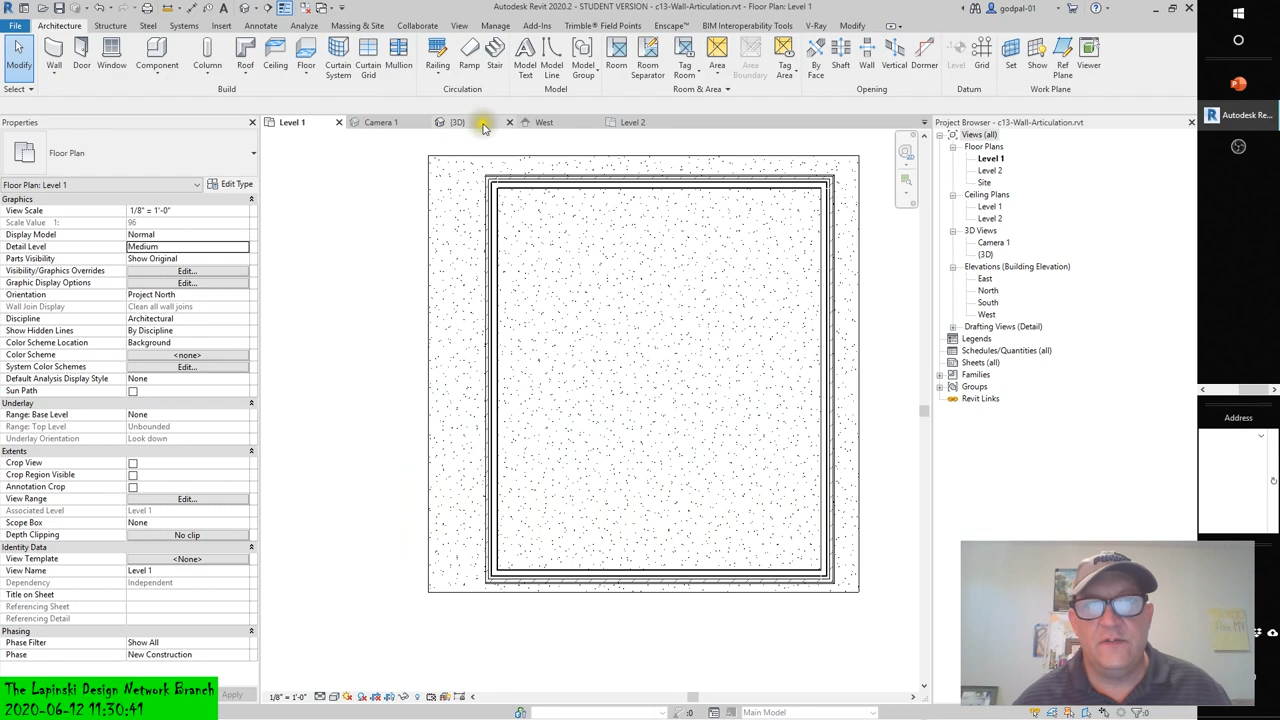 Autodesk Revit 2020.2 - STUDENT VERSION - c13-Wall-Articulation.rvt - Floor Plan: Level 1
godpal-01
File Architecture Structure Steel Systems Insert Annotate Analyze Massing & Site Collaborate View Manage Add-Ins Trimble® Field Points Enscape™ BIM Interoperability Tools V-Ray Modify
Modify Wall Door Window Component Column Roof Ceiling Floor Curtain System Curtain Grid Mullion Railing Ramp Stair Model Text Model Line Model Group Room Room Separator Tag Room Area Area Boundary Tag Area By Face Shaft Wall Vertical Dormer Level Grid Set Show Ref Plane Viewer
Select Build Circulation Model Room & Area Opening Datum Work Plane
Properties
Level 1 Camera 1 {3D} West Level 2
Project Browser - c13-Wall-Articulation.rvt
Floor Plan
Floor Plan: Level 1 Edit Type
Graphics
View Scale 1/8" = 1'-0"
Scale Value 1: 96
Display Model Normal
Detail Level Medium
Parts Visibility Show Original
Visibility/Graphics Overrides Edit...
Graphic Display Options Edit...
Orientation Project North
Wall Join Display Clean all wall joins
Discipline Architectural
Show Hidden Lines By Discipline
Color Scheme Location Background
Color Scheme <none>
System Color Schemes Edit...
Default Analysis Display Style None
Sun Path
Underlay
Range: Base Level None
Range: Top Level Unbounded
Underlay Orientation Look down
Extents
Crop View
Crop Region Visible
Annotation Crop
View Range Edit...
Associated Level Level 1
Scope Box None
Depth Clipping No clip
Identity Data
View Template <None>
View Name Level 1
Dependency Independent
Title on Sheet
Referencing Sheet
Referencing Detail
Phasing
Phase Filter Show All
Phase New Construction
Apply
Views (all)
Floor Plans
Level 1
Level 2
Site
Ceiling Plans
Level 1
Level 2
3D Views
Camera 1
{3D}
Elevations (Building Elevation)
East
North
South
West
Drafting Views (Detail)
Legends
Schedules/Quantities (all)
Sheets (all)
Families
Groups
Revit Links
Autodesk Re...
Address
1/8" = 1'-0"
:0 Main Model :0
The Lapinski Design Network Branch
2020-06-12 11:30:41